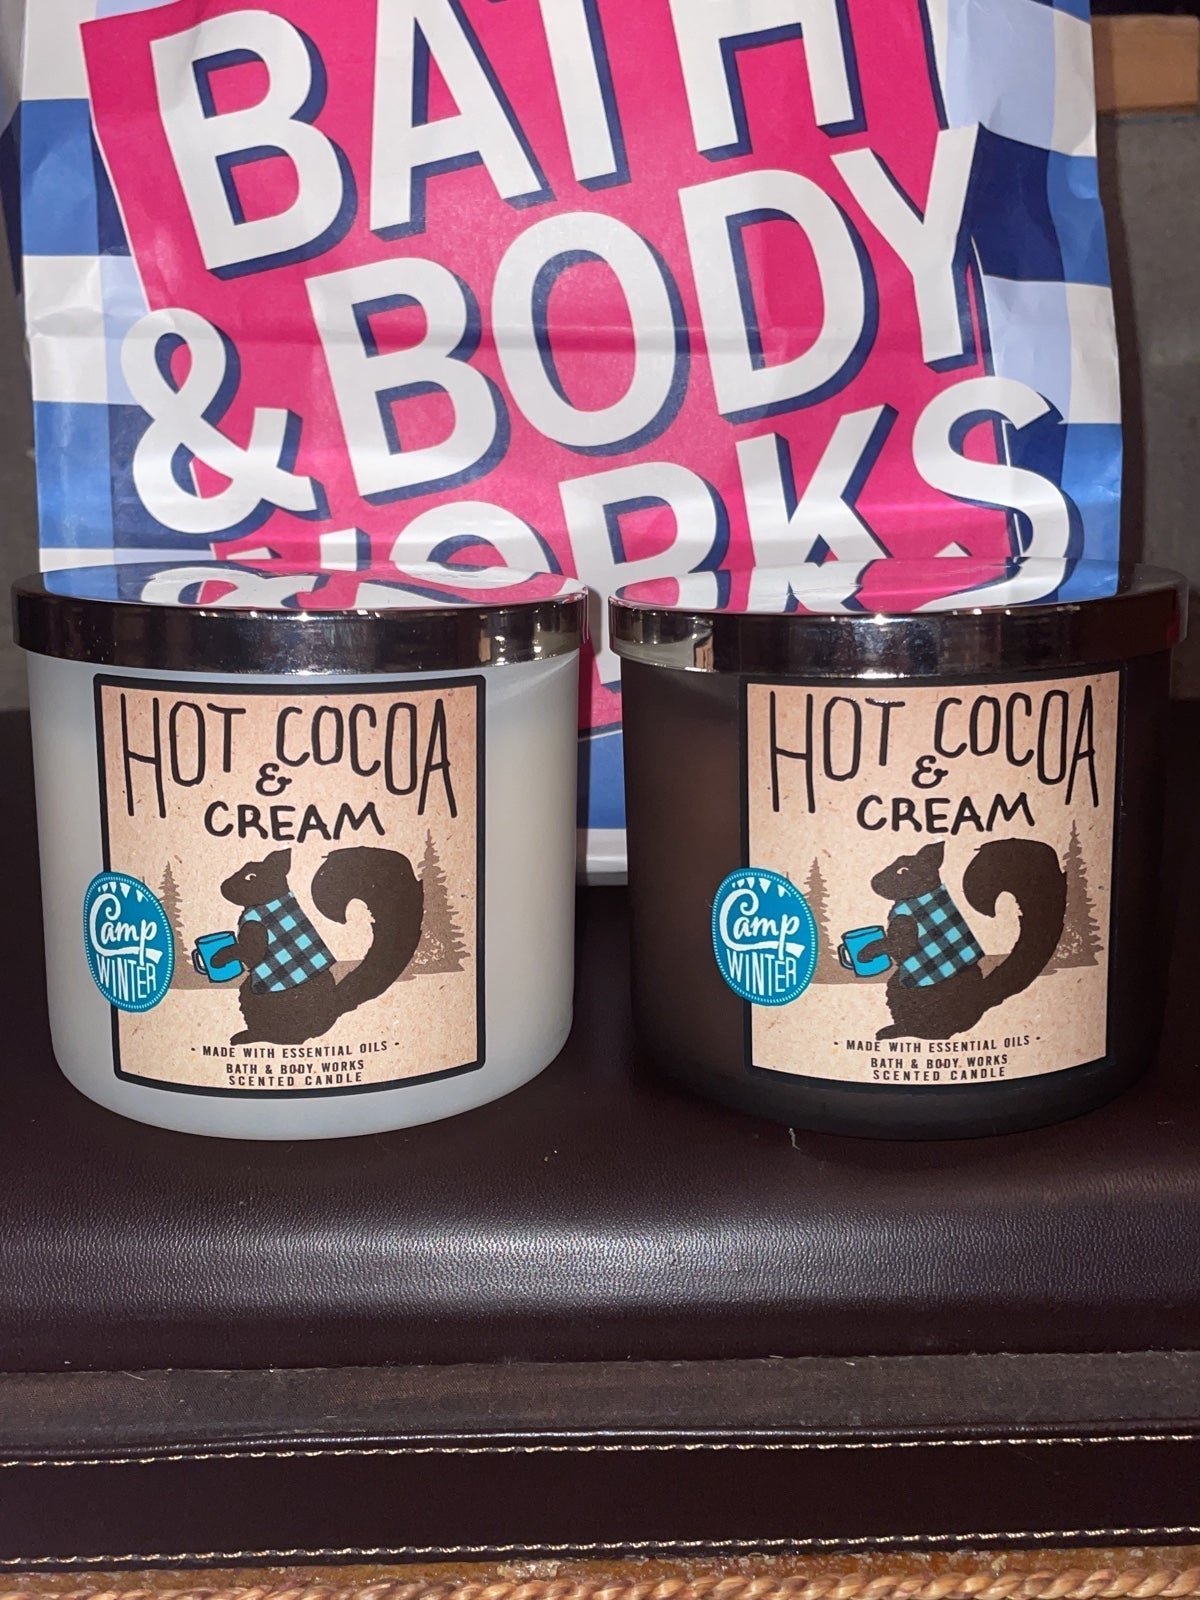 BATH
& BODY
WORKS
HOT COCOA
&
CREAM
Camp
WINTER
- MADE WITH ESSENTIAL OILS -
BATH & BODY WORKS
SCENTED CANDLE
HOT COCOA
&
CREAM
Camp
WINTER
- MADE WITH ESSENTIAL OILS -
BATH & BODY WORKS
SCENTED CANDLE